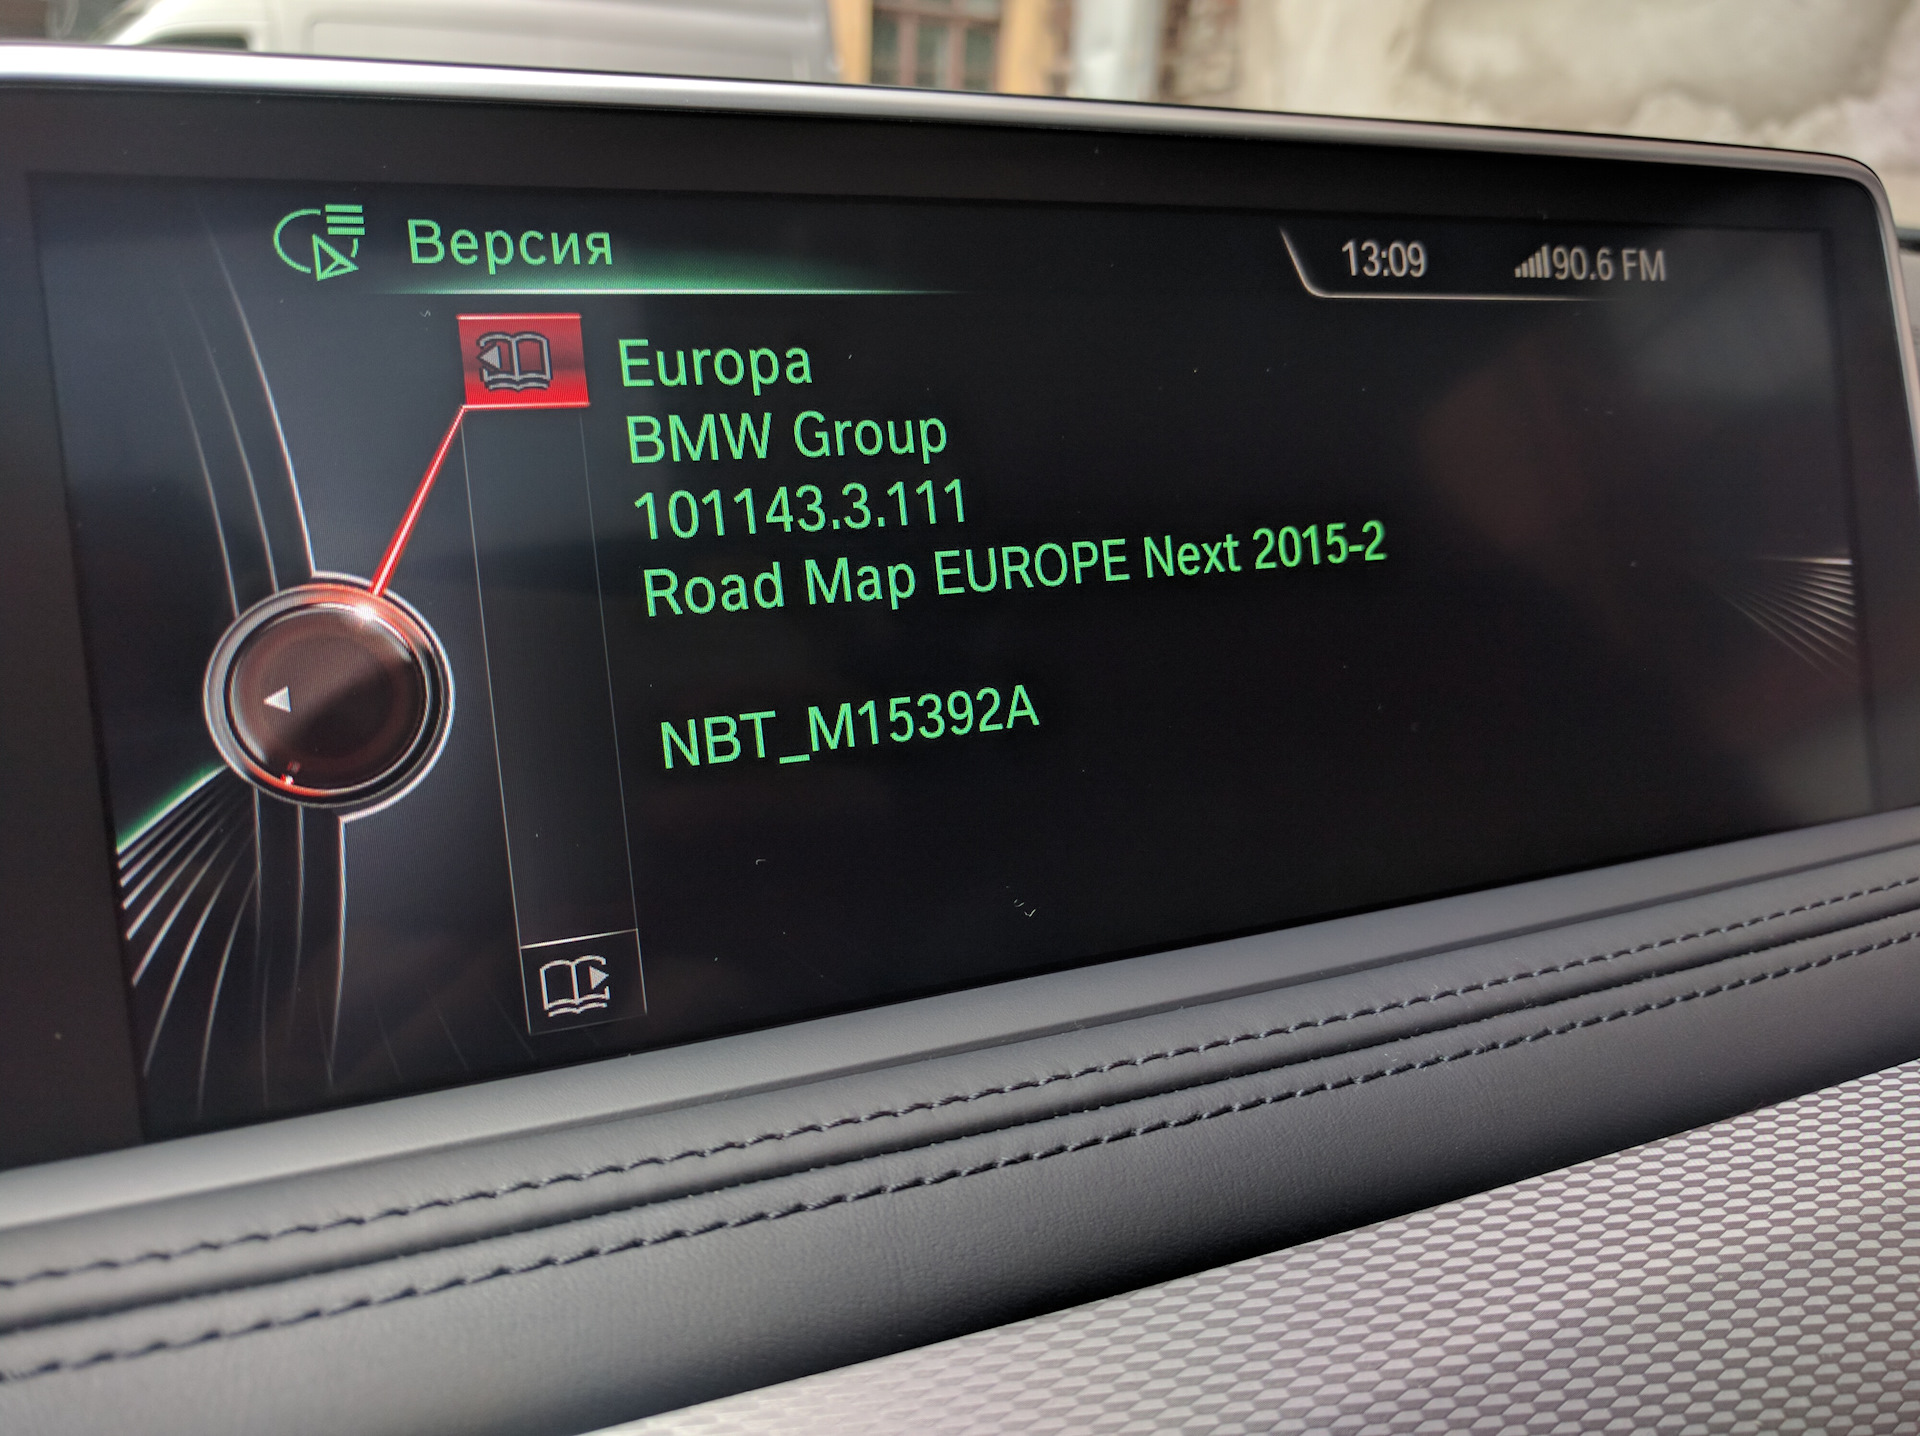 Версия
13:09
90.6 FM
Europa
BMW Group
101143.3.111
Road Map EUROPE Next 2015-2
NBT_M15392A